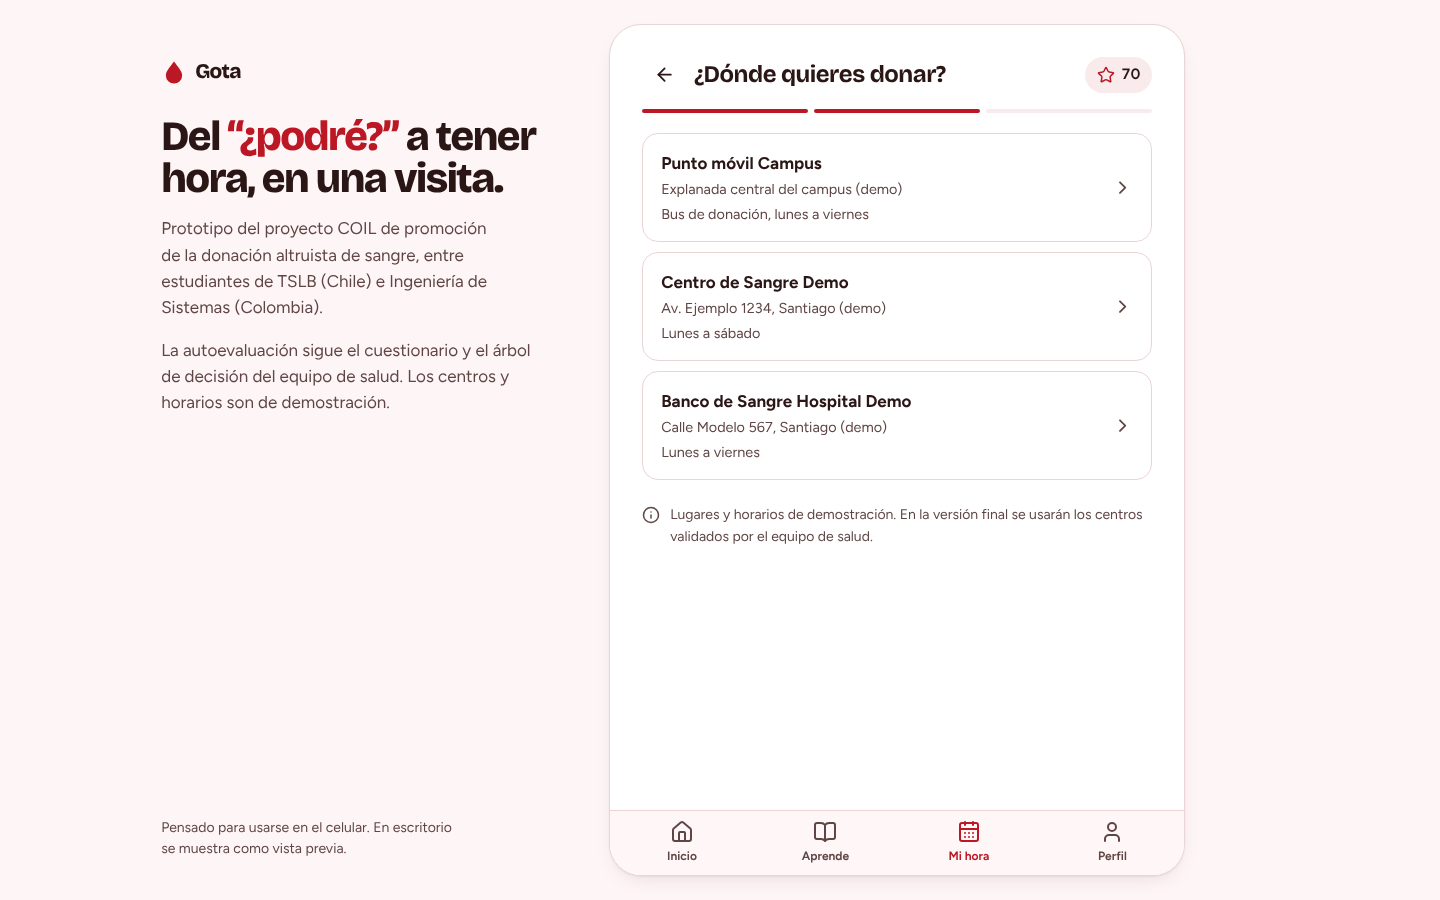 Gota
Del “¿podré?” a tener
hora, en una visita.
Prototipo del proyecto COIL de promoción
de la donación altruista de sangre, entre
estudiantes de TSLB (Chile) e Ingeniería de
Sistemas (Colombia).
La autoevaluación sigue el cuestionario y el árbol
de decisión del equipo de salud. Los centros y
horarios son de demostración.
Pensado para usarse en el celular. En escritorio
se muestra como vista previa.
¿Dónde quieres donar?
70
Punto móvil Campus
Explanada central del campus (demo)
Bus de donación, lunes a viernes
Centro de Sangre Demo
Av. Ejemplo 1234, Santiago (demo)
Lunes a sábado
Banco de Sangre Hospital Demo
Calle Modelo 567, Santiago (demo)
Lunes a viernes
Lugares y horarios de demostración. En la versión final se usarán los centros
validados por el equipo de salud.
Inicio
Aprende
Mi hora
Perfil